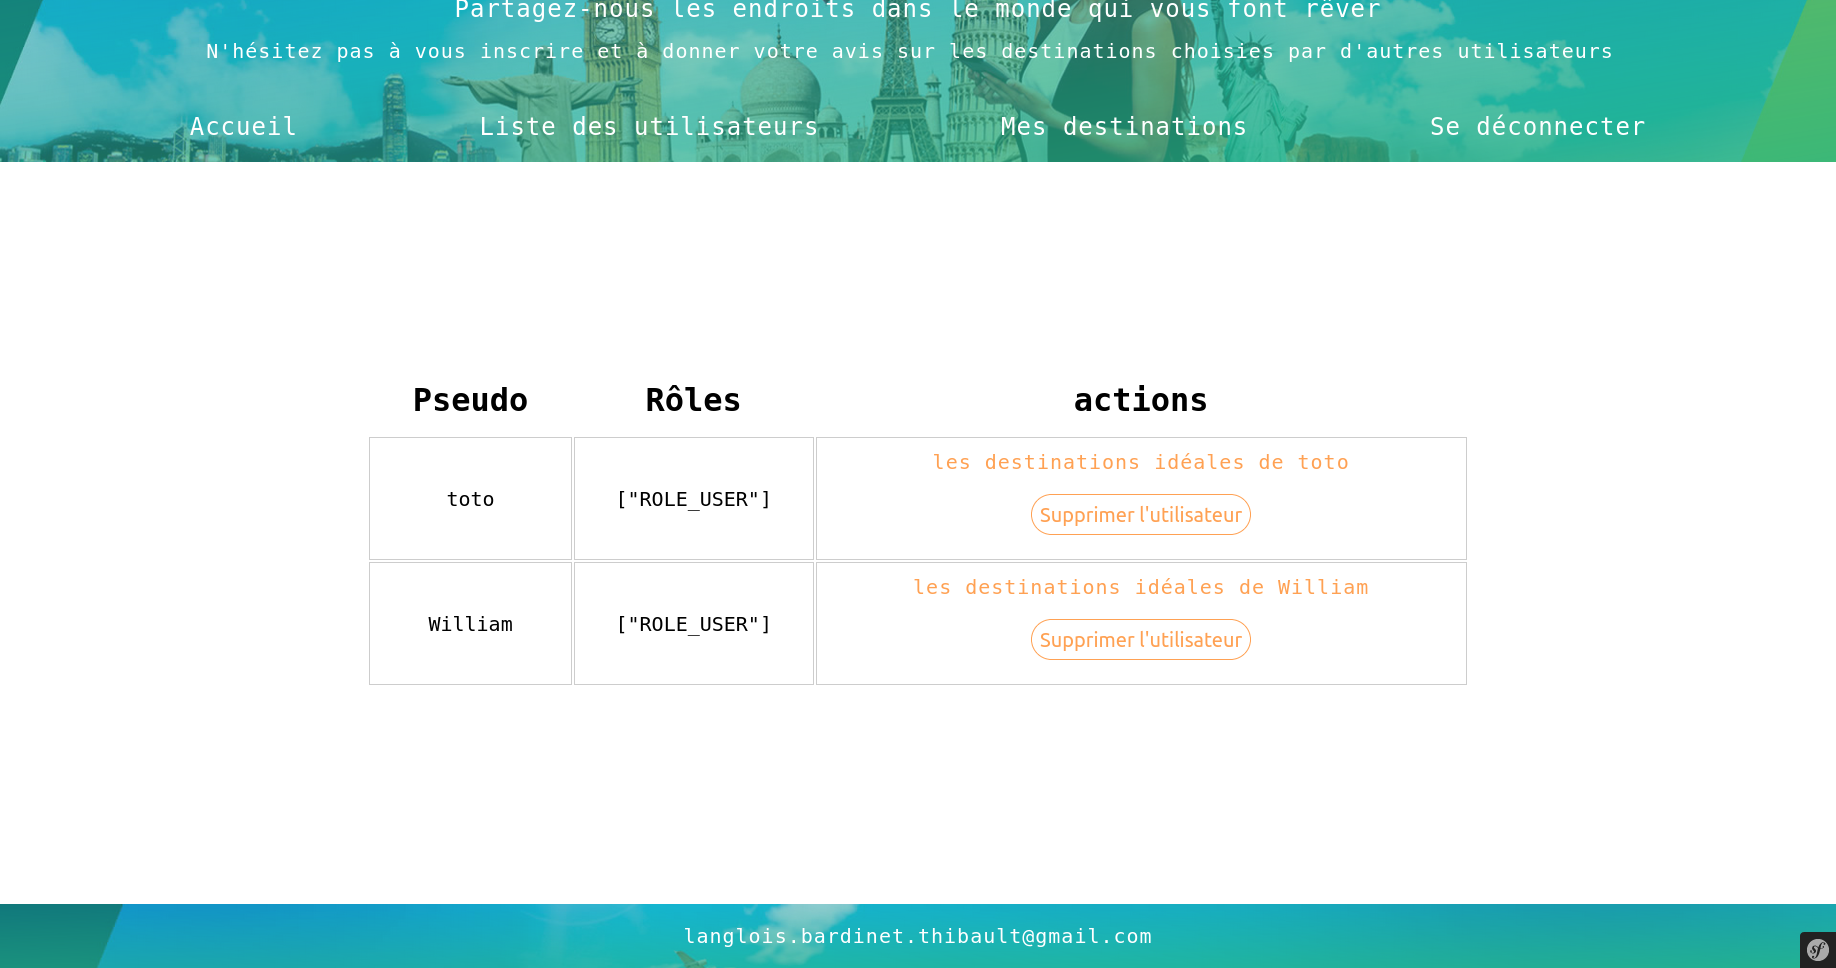 Partagez-nous les endroits dans le monde qui vous font rêver
N'hésitez pas à vous inscrire et à donner votre avis sur les destinations choisies par d'autres utilisateurs
Accueil Liste des utilisateurs Mes destinations Se déconnecter
Pseudo Rôles actions
les destinations idéales de toto
toto ["ROLE_USER"]
Supprimer l'utilisateur
les destinations idéales de William
William ["ROLE_USER"]
Supprimer l'utilisateur
langlois.bardinet.thibault@gmail.com
sf